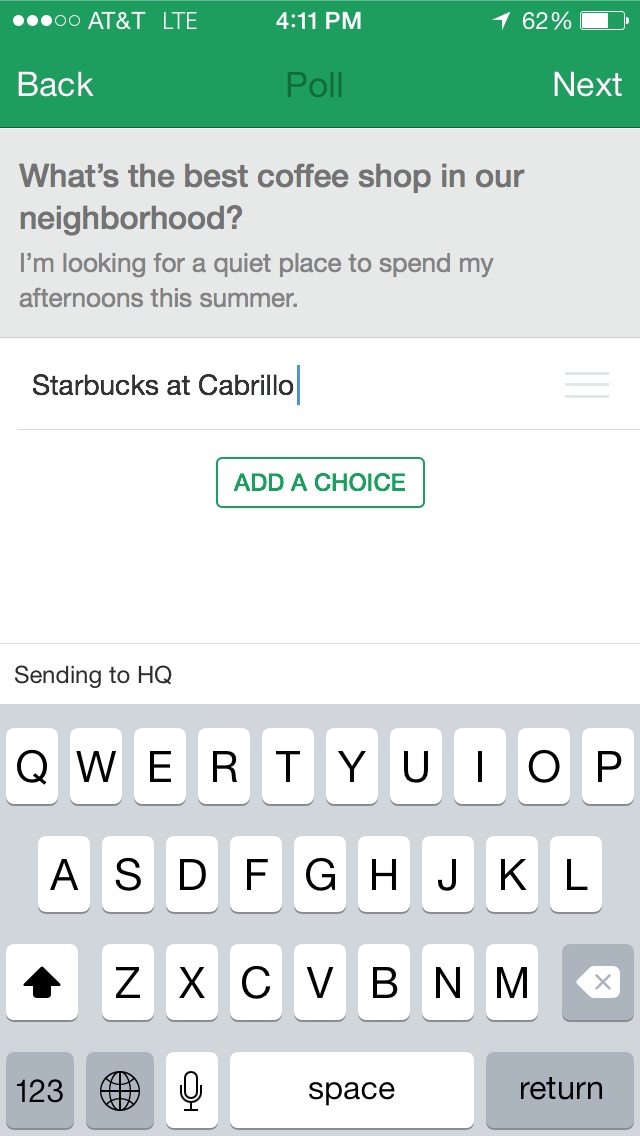 AT&T LTE 4:11 PM 62%
Back Poll Next
What's the best coffee shop in our
neighborhood?
I'm looking for a quiet place to spend my
afternoons this summer.
Starbucks at Cabrillo
ADD A CHOICE
Sending to HQ
Q W E R T Y U I O P
A S D F G H J K L
Z X C V B N M
123 space return